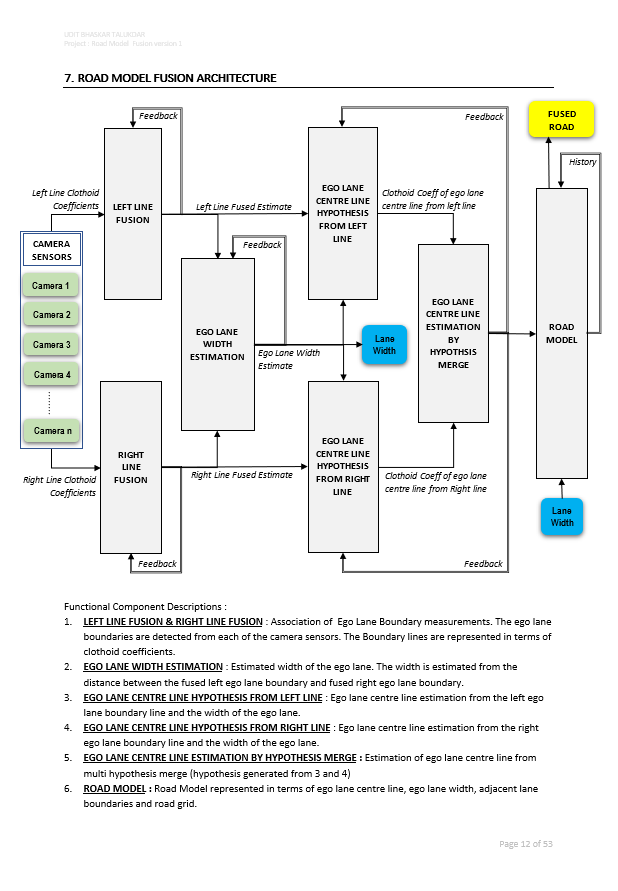 UDIT BHASKAR TALUKDAR
Project : Road Model Fusion version 1
7. ROAD MODEL FUSION ARCHITECTURE
Feedback
Feedback
FUSED
ROAD
History
Left Line Clothoid
Coefficients
LEFT LINE
FUSION
Left Line Fused Estimate
EGO LANE
CENTRE LINE
HYPOTHESIS
FROM LEFT
LINE
Clothoid Coeff of ego lane
centre line from left line
CAMERA
SENSORS
Camera 1
Camera 2
Camera 3
Camera 4
Camera n
Feedback
EGO LANE
WIDTH
ESTIMATION
Ego Lane Width
Estimate
Lane
Width
EGO LANE
CENTRE LINE
ESTIMATION
BY
HYPOTHSIS
MERGE
ROAD
MODEL
RIGHT
LINE
FUSION
Right Line Clothoid
Coefficients
Right Line Fused Estimate
EGO LANE
CENTRE LINE
HYPOTHESIS
FROM RIGHT
LINE
Clothoid Coeff of ego lane
centre line from Right line
Lane
Width
Feedback
Feedback
Functional Component Descriptions :
1. LEFT LINE FUSION & RIGHT LINE FUSION : Association of Ego Lane Boundary measurements. The ego lane
boundaries are detected from each of the camera sensors. The Boundary lines are represented in terms of
clothoid coefficients.
2. EGO LANE WIDTH ESTIMATION : Estimated width of the ego lane. The width is estimated from the
distance between the fused left ego lane boundary and fused right ego lane boundary.
3. EGO LANE CENTRE LINE HYPOTHESIS FROM LEFT LINE : Ego lane centre line estimation from the left ego
lane boundary line and the width of the ego lane.
4. EGO LANE CENTRE LINE HYPOTHESIS FROM RIGHT LINE : Ego lane centre line estimation from the right
ego lane boundary line and the width of the ego lane.
5. EGO LANE CENTRE LINE ESTIMATION BY HYPOTHESIS MERGE : Estimation of ego lane centre line from
multi hypothesis merge (hypothesis generated from 3 and 4)
6. ROAD MODEL : Road Model represented in terms of ego lane centre line, ego lane width, adjacent lane
boundaries and road grid.
Page 12 of 53